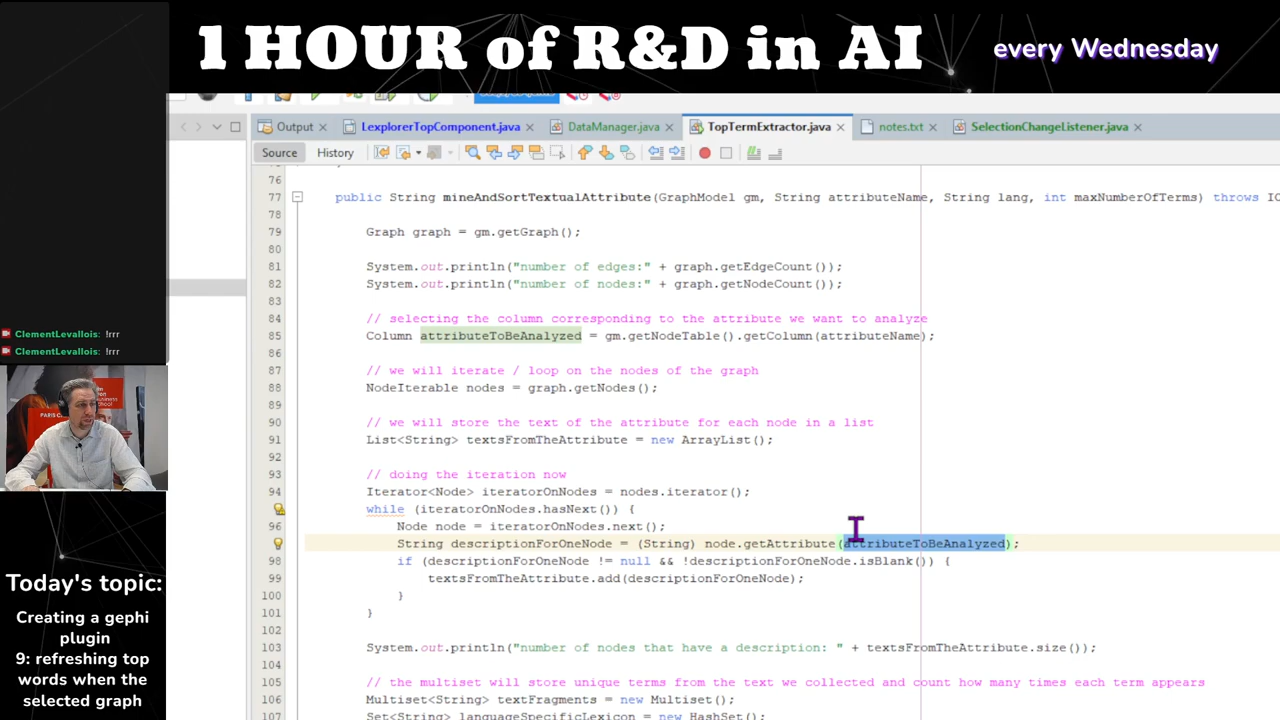 1 HOUR of R&D in AI
every Wednesday
Output
LexplorerTopComponent.java
DataManager.java
TopTermExtractor.java
notes.txt
SelectionChangeListener.java
Source
History
76
77 public String mineAndSortTextualAttribute(GraphModel gm, String attributeName, String lang, int maxNumberOfTerms) throws IO
78
79 Graph graph = gm.getGraph();
80
81 System.out.println("number of edges:" + graph.getEdgeCount());
82 System.out.println("number of nodes:" + graph.getNodeCount());
83
84 // selecting the column corresponding to the attribute we want to analyze
85 Column attributeToBeAnalyzed = gm.getNodeTable().getColumn(attributeName);
86
87 // we will iterate / loop on the nodes of the graph
88 NodeIterable nodes = graph.getNodes();
89
90 // we will store the text of the attribute for each node in a list
91 List<String> textsFromTheAttribute = new ArrayList();
92
93 // doing the iteration now
94 Iterator<Node> iteratorOnNodes = nodes.iterator();
while (iteratorOnNodes.hasNext()) {
96 Node node = iteratorOnNodes.next();
String descriptionForOneNode = (String) node.getAttribute(attributeToBeAnalyzed);
98 if (descriptionForOneNode != null && !descriptionForOneNode.isBlank()) {
99 textsFromTheAttribute.add(descriptionForOneNode);
100 }
101 }
102
103 System.out.println("number of nodes that have a description: " + textsFromTheAttribute.size());
104
105 // the multiset will store unique terms from the text we collected and count how many times each term appears
106 Multiset<String> textFragments = new Multiset();
107 Set<String> languageSpecificLexicon = new HashSet();
ClementLevallois: !rrr
ClementLevallois: !rrr
Today's topic:
Creating a gephi
plugin
9: refreshing top
words when the
selected graph